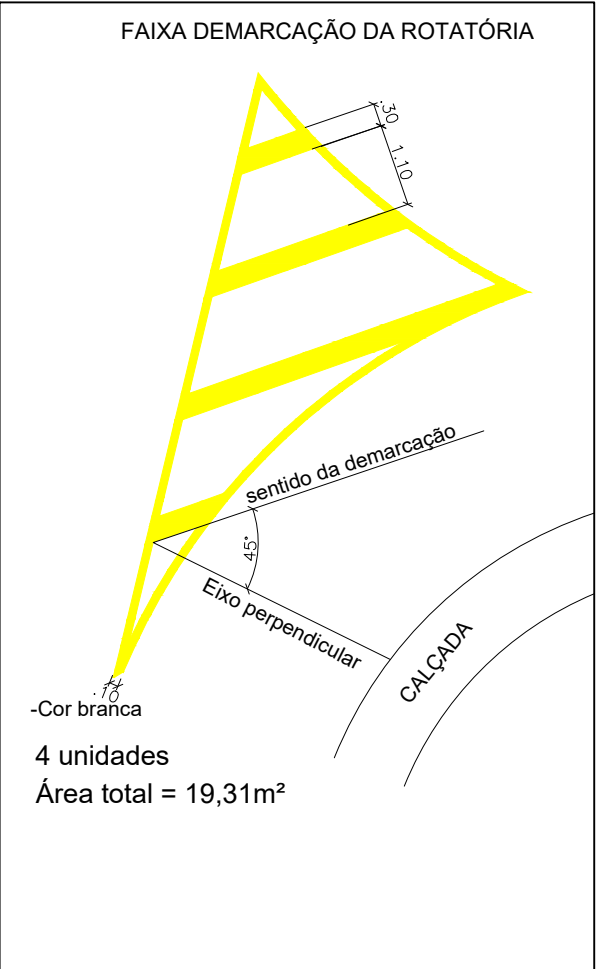 FAIXA DEMARCAÇÃO DA ROTATÓRIA
.30
1.10
sentido da demarcação
45°
Eixo perpendicular
CALÇADA
.10
-Cor branca
4 unidades
Área total = 19,31m²